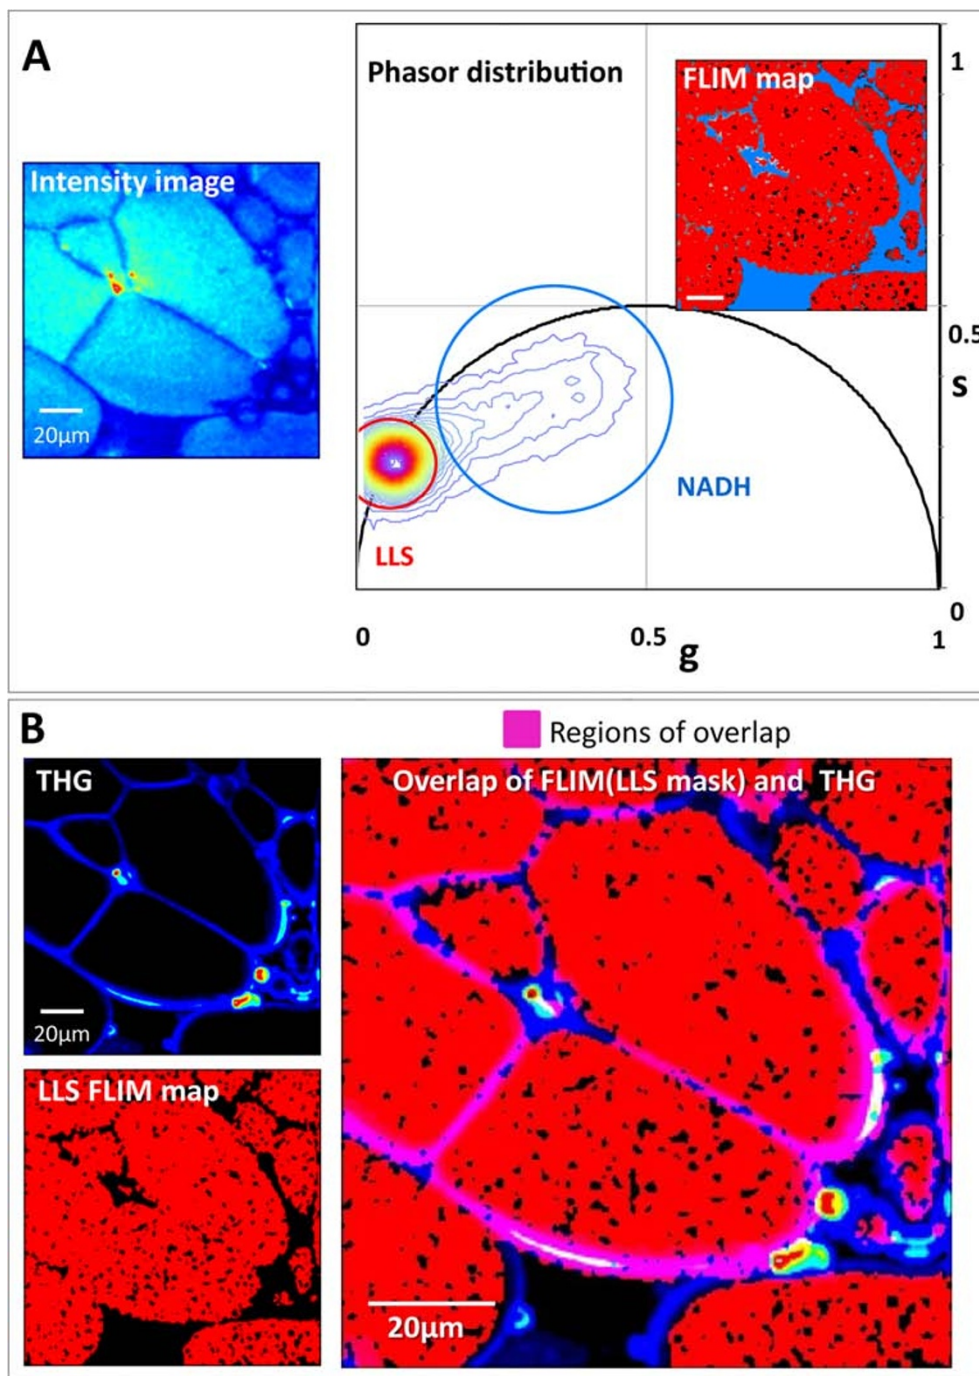 A
Phasor distribution
FLIM map
1
Intensity image
20µm
0.5
s
NADH
LLS
0
0
0.5
g
1
B
Regions of overlap
THG
Overlap of FLIM(LLS mask) and THG
20µm
LLS FLIM map
20µm